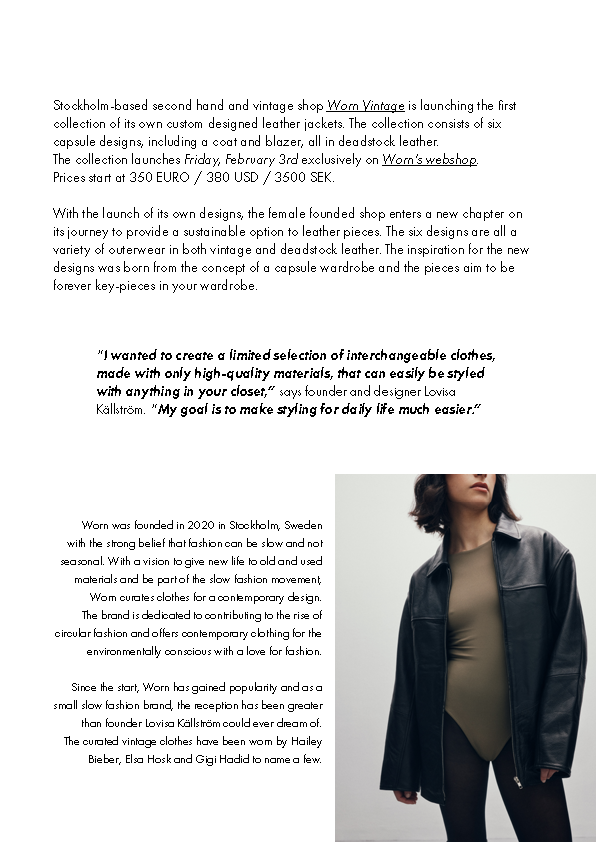 Stockholm-based second hand and vintage shop Worn Vintage is launching the first
collection of its own custom designed leather jackets. The collection consists of six
capsule designs, including a coat and blazer, all in deadstock leather.
The collection launches Friday, February 3rd exclusively on Worn's webshop.
Prices start at 350 EURO / 380 USD / 3500 SEK.
With the launch of its own designs, the female founded shop enters a new chapter on
its journey to provide a sustainable option to leather pieces. The six designs are all a
variety of outerwear in both vintage and deadstock leather. The inspiration for the new
designs was born from the concept of a capsule wardrobe and the pieces aim to be
forever key-pieces in your wardrobe.
"I wanted to create a limited selection of interchangeable clothes,
made with only high-quality materials, that can easily be styled
with anything in your closet," says founder and designer Lovisa
Källström. "My goal is to make styling for daily life much easier."
Worn was founded in 2020 in Stockholm, Sweden
with the strong belief that fashion can be slow and not
seasonal. With a vision to give new life to old and used
materials and be part of the slow fashion movement,
Worn curates clothes for a contemporary design.
The brand is dedicated to contributing to the rise of
circular fashion and offers contemporary clothing for the
environmentally conscious with a love for fashion.
Since the start, Worn has gained popularity and as a
small slow fashion brand, the reception has been greater
than founder Lovisa Källström could ever dream of.
The curated vintage clothes have been worn by Hailey
Bieber, Elsa Hosk and Gigi Hadid to name a few.